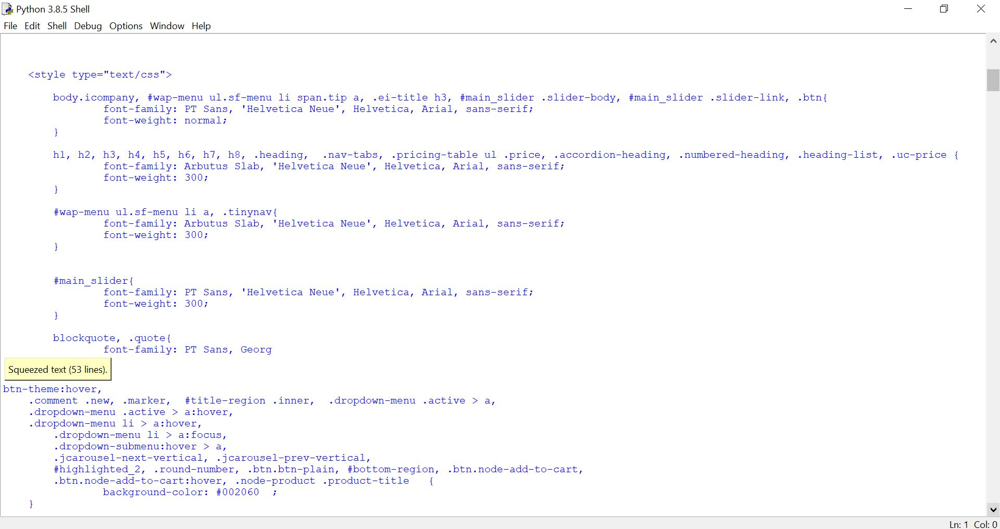 Python 3.8.5 Shell
File Edit Shell Debug Options Window Help
<style type="text/css">
body.icompany, #wap-menu ul.sf-menu li span.tip a, .ei-title h3, #main_slider .slider-body, #main_slider .slider-link, .btn{
font-family: PT Sans, 'Helvetica Neue', Helvetica, Arial, sans-serif;
font-weight: normal;
}
h1, h2, h3, h4, h5, h6, h7, h8, .heading,  .nav-tabs, .pricing-table ul .price, .accordion-heading, .numbered-heading, .heading-list, .uc-price {
font-family: Arbutus Slab, 'Helvetica Neue', Helvetica, Arial, sans-serif;
font-weight: 300;
}
#wap-menu ul.sf-menu li a, .tinynav{
font-family: Arbutus Slab, 'Helvetica Neue', Helvetica, Arial, sans-serif;
font-weight: 300;
}
#main_slider{
font-family: PT Sans, 'Helvetica Neue', Helvetica, Arial, sans-serif;
font-weight: 300;
}
blockquote, .quote{
font-family: PT Sans, Georg
Squeezed text (53 lines).
btn-theme:hover,
.comment .new, .marker,  #title-region .inner,  .dropdown-menu .active > a,
.dropdown-menu .active > a:hover,
.dropdown-menu li > a:hover,
.dropdown-menu li > a:focus,
.dropdown-submenu:hover > a,
.jcarousel-next-vertical, .jcarousel-prev-vertical,
#highlighted_2, .round-number, .btn.btn-plain, #bottom-region, .btn.node-add-to-cart,
.btn.node-add-to-cart:hover, .node-product .product-title   {
background-color: #002060  ;
}
Ln: 1 Col: 0